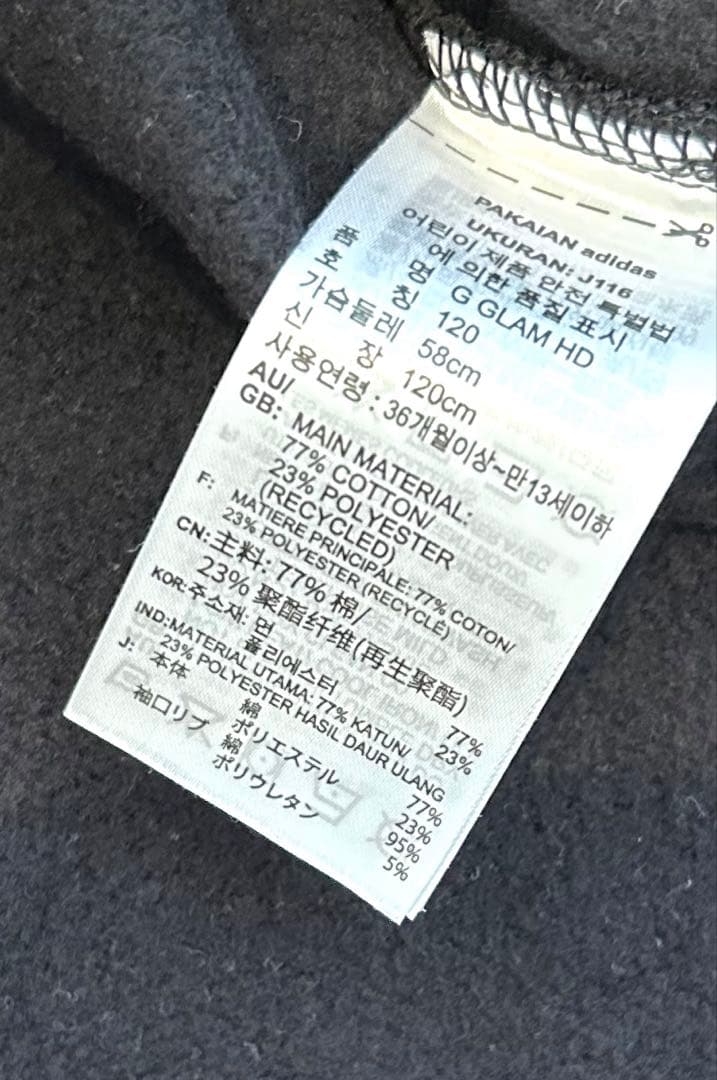 PAKAIAN adidas
UKURAN: J116
어린이 제품 안전 특별법
에 의한 품질 표시
품 명 G GLAM HD
호 칭 120
가슴둘레 58cm
신 장 120cm
사용연령 : 36개월이상~만13세이하
AU/
GB: MAIN MATERIAL:
77% COTTON/
23% POLYESTER
(RECYCLED)
F: MATIERE PRINCIPALE: 77% COTON/
23% POLYESTER (RECYCLÉ)
CN: 主料: 77% 棉/
23% 聚酯纤维(再生聚酯)
KOR: 주소재: 면 77%
폴리에스터 23%
IND: MATERIAL UTAMA: 77% KATUN/
23% POLYESTER HASIL DAUR ULANG
J: 本体 綿 77%
ポリエステル 23%
袖口リブ 綿 95%
ポリウレタン 5%